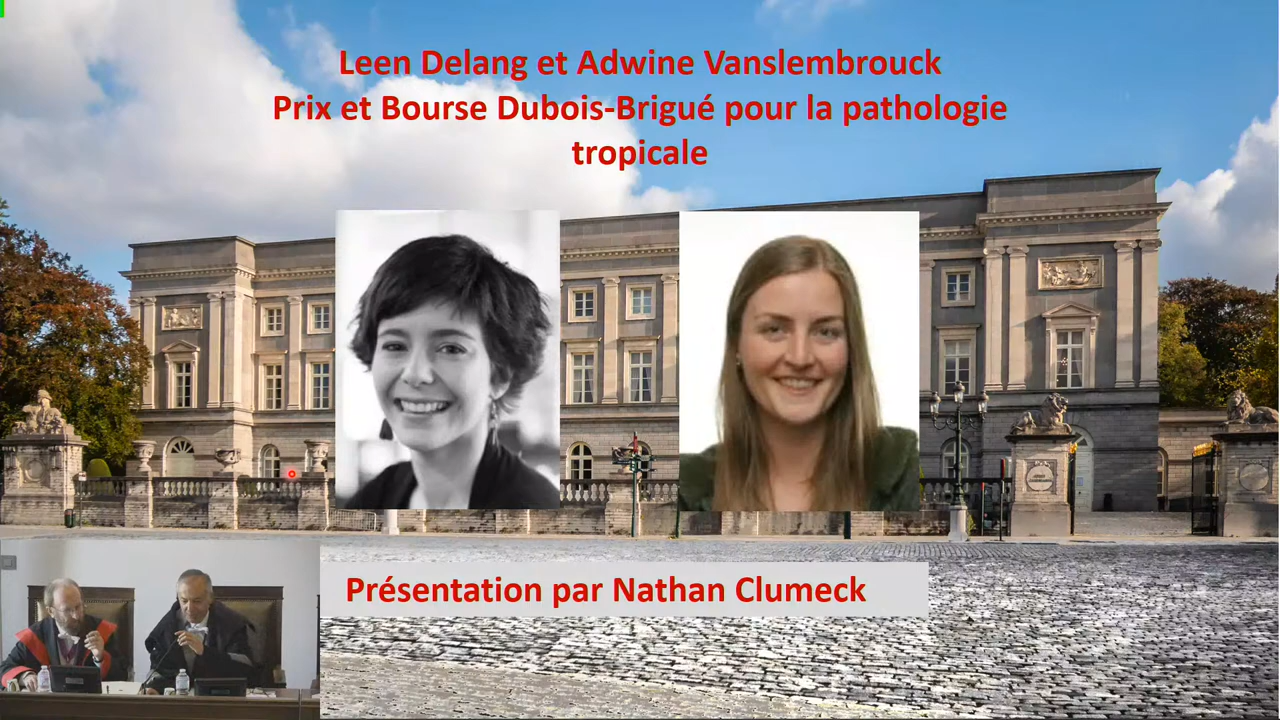 Leen Delang et Adwine Vanslembrouck
Prix et Bourse Dubois-Brigué pour la pathologie
tropicale
Présentation par Nathan Clumeck